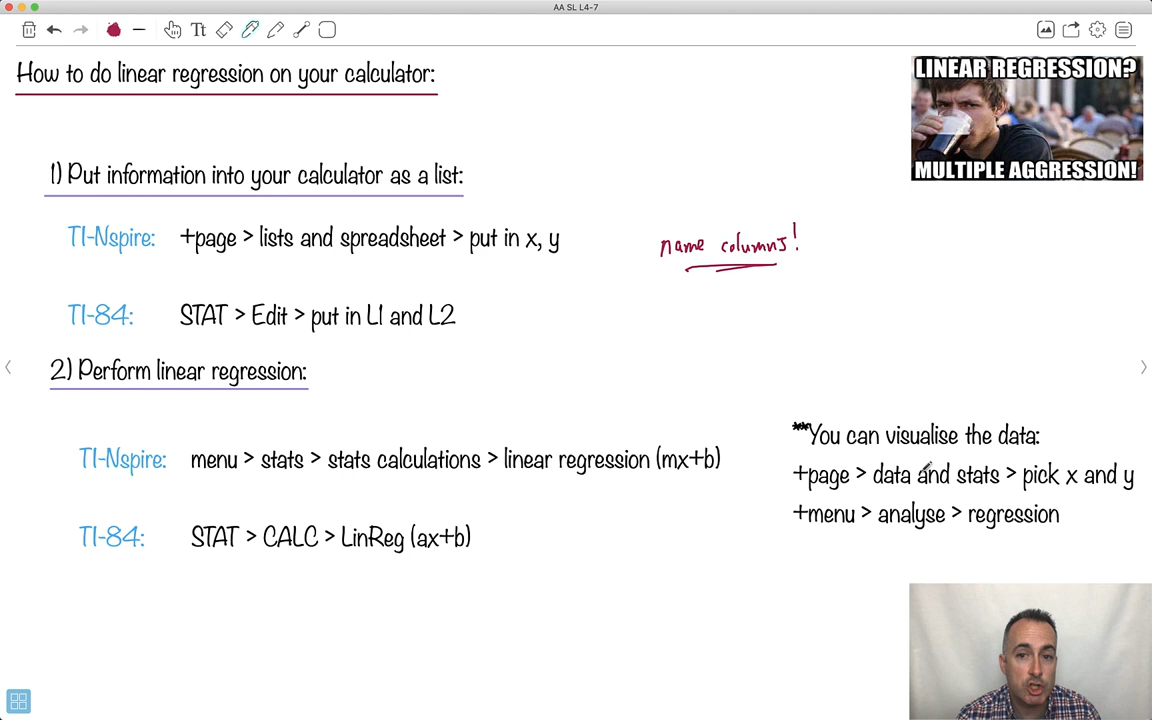 AA SL L4-7
Tt
How to do linear regression on your calculator:
LINEAR REGRESSION?
MULTIPLE AGGRESSION!
1) Put information into your calculator as a list:
TI-Nspire: +page > lists and spreadsheet > put in x, y
name columns!
TI-84: STAT > Edit > put in L1 and L2
2) Perform linear regression:
TI-Nspire: menu > stats > stats calculations > linear regression (mx+b)
TI-84: STAT > CALC > LinReg (ax+b)
**You can visualise the data:
+page > data and stats > pick x and y
+menu > analyse > regression